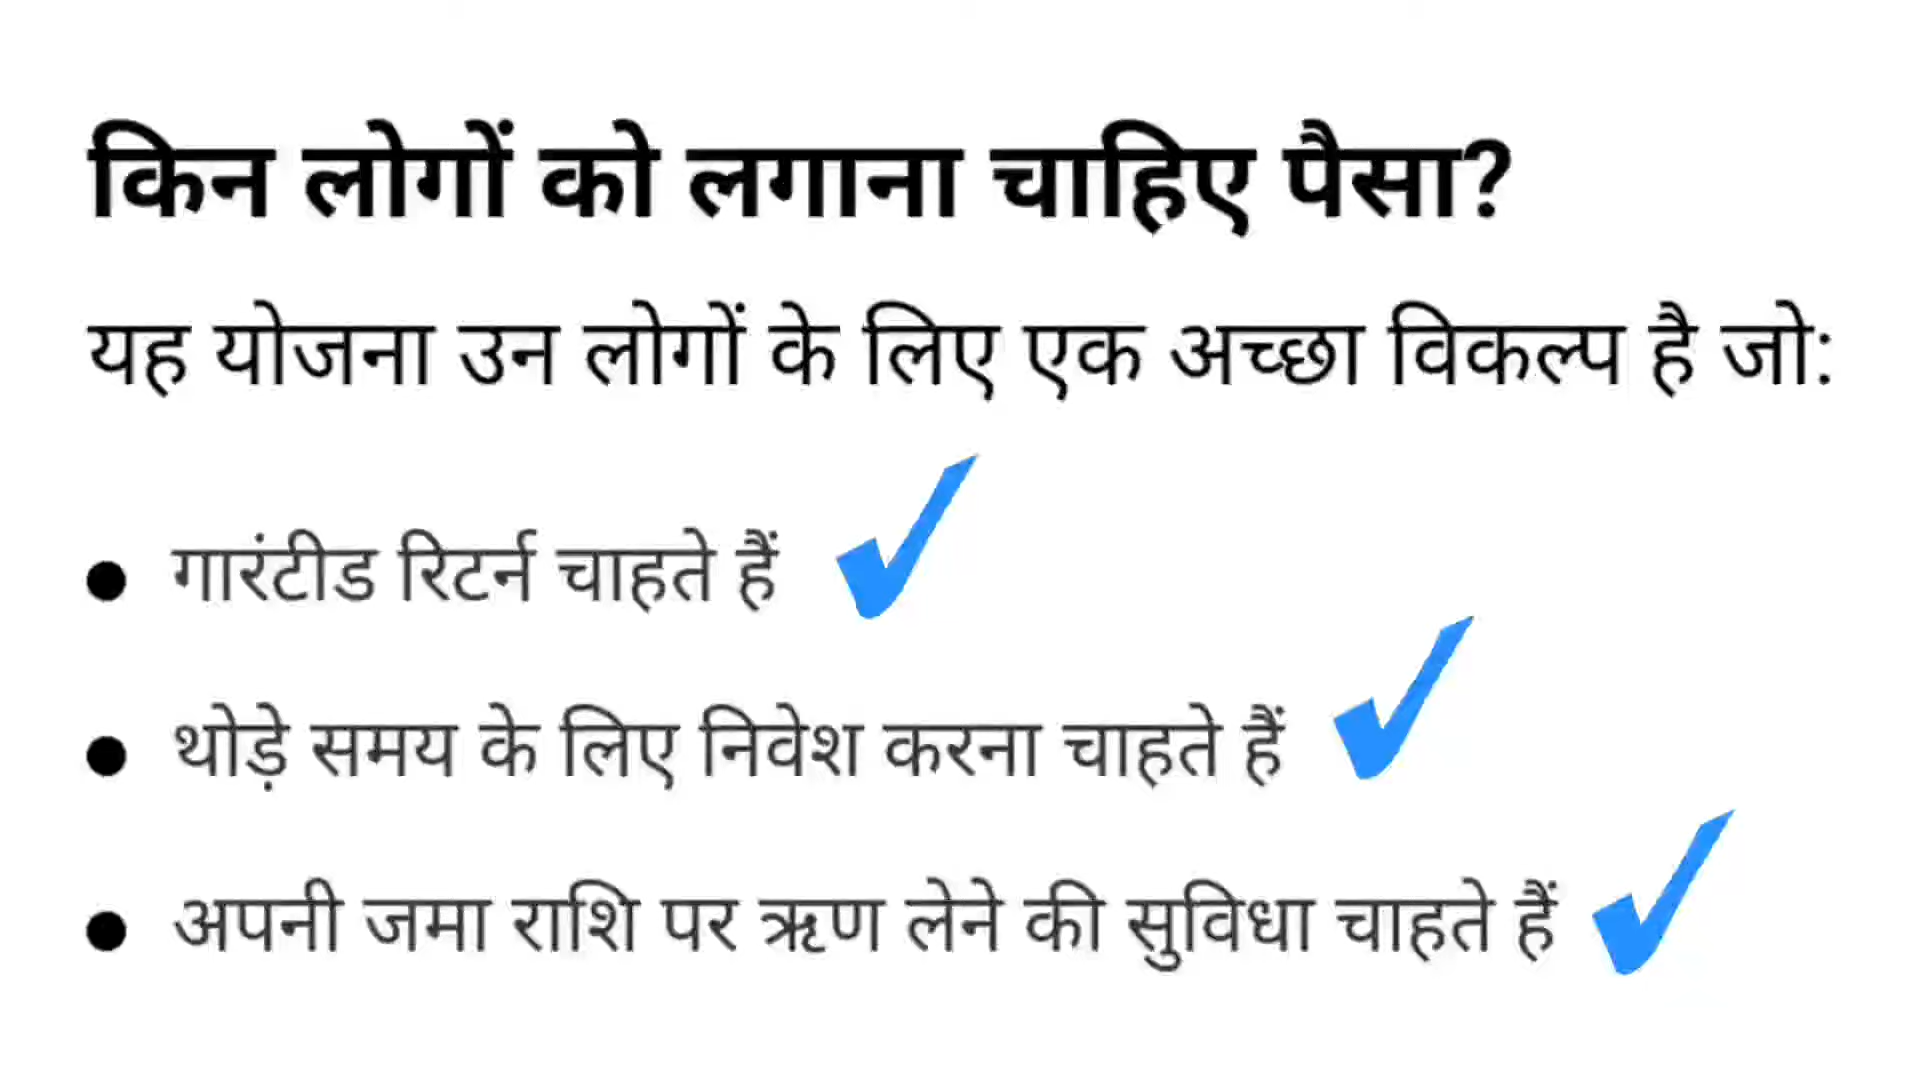 किन लोगों को लगाना चाहिए पैसा?
यह योजना उन लोगों के लिए एक अच्छा विकल्प है जो:
● गारंटीड रिटर्न चाहते हैं
● थोड़े समय के लिए निवेश करना चाहते हैं
● अपनी जमा राशि पर ऋण लेने की सुविधा चाहते हैं